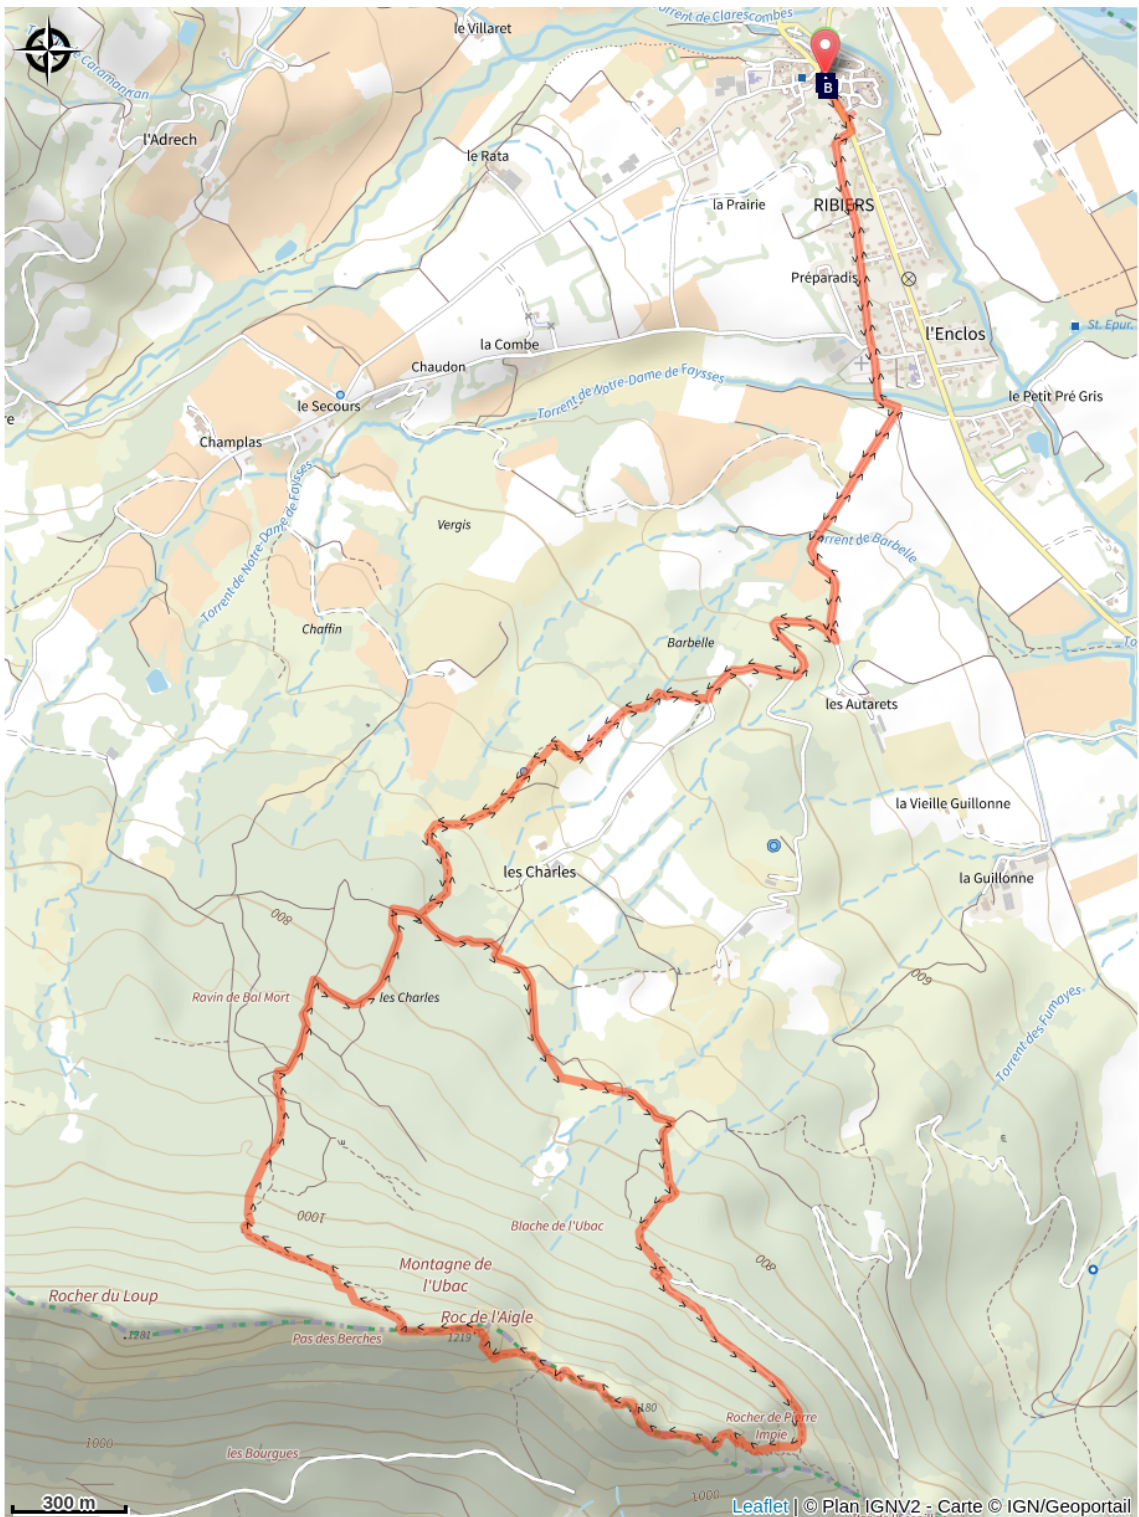 Torrent de Clarescombes
le Villaret
Caramankan
B
l'Adrech
le Rata
la Prairie
RIBIERS
Préparadis
l'Enclos
St. Epur.
la Combe
Chaudon
Torrent de Notre-Dame de Faysses
le Petit Pré Gris
le Secours
re
Champlas
Torrent de Notre-Dame de Faysses
Vergis
Torrent de Barbelle
Chaffin
Barbelle
To
les Autarets
la Vieille Guillonne
les Charles
la Guillonne
800
600
Ravin de Bal Mort
les Charles
Torrent des Fumayes
1000
Blache de l'Ubac
800
Montagne de
l'Ubac
Rocher du Loup
Roc de l'Aigle
1281
Pas des Berches
1219
1180
Rocher de Pierre
Impie
1000
les Bourgues
1000
300 m
Leaflet | © Plan IGNV2 - Carte © IGN/Geoportail